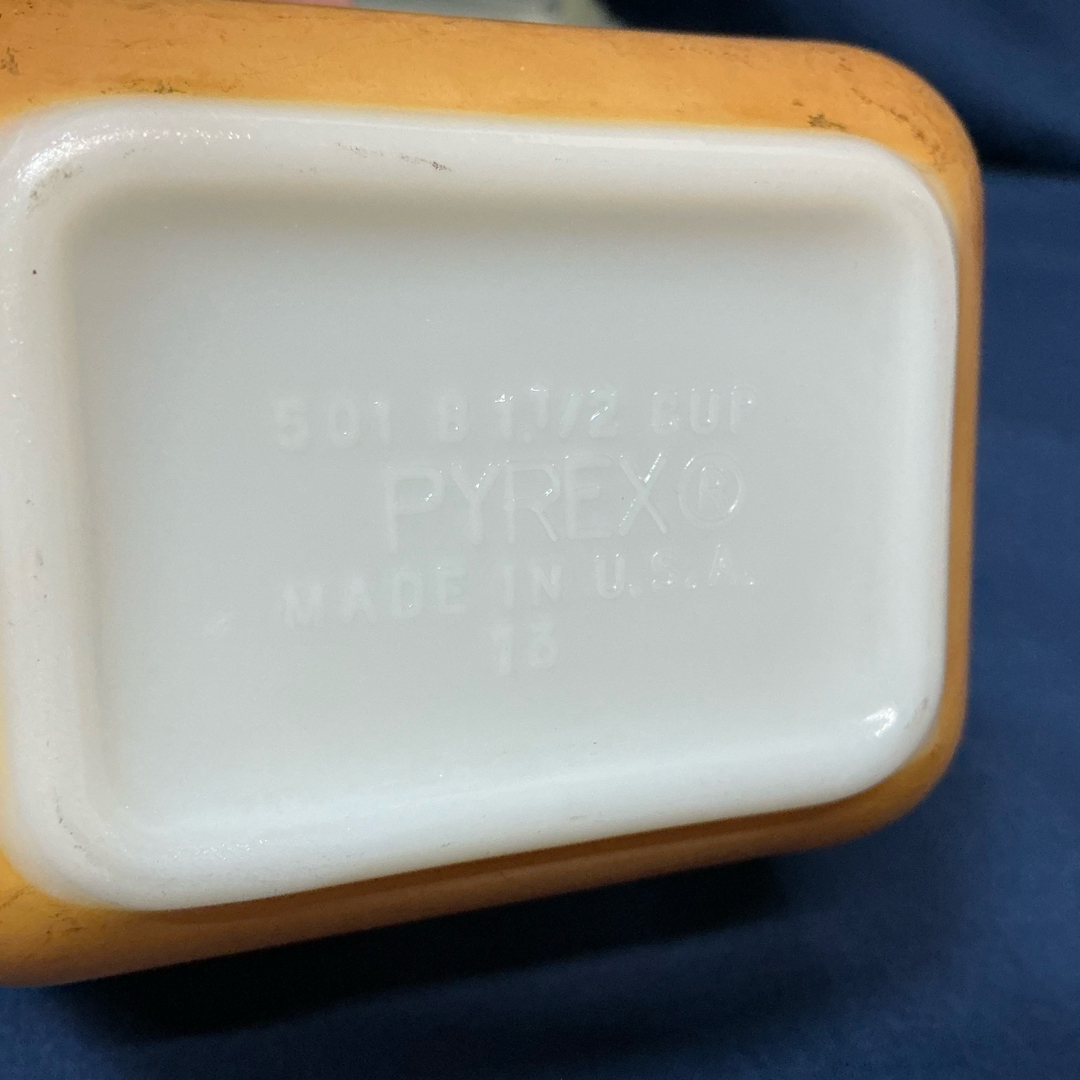 501 B 1 1/2 CUP
PYREX®
MADE IN U.S.A.
13